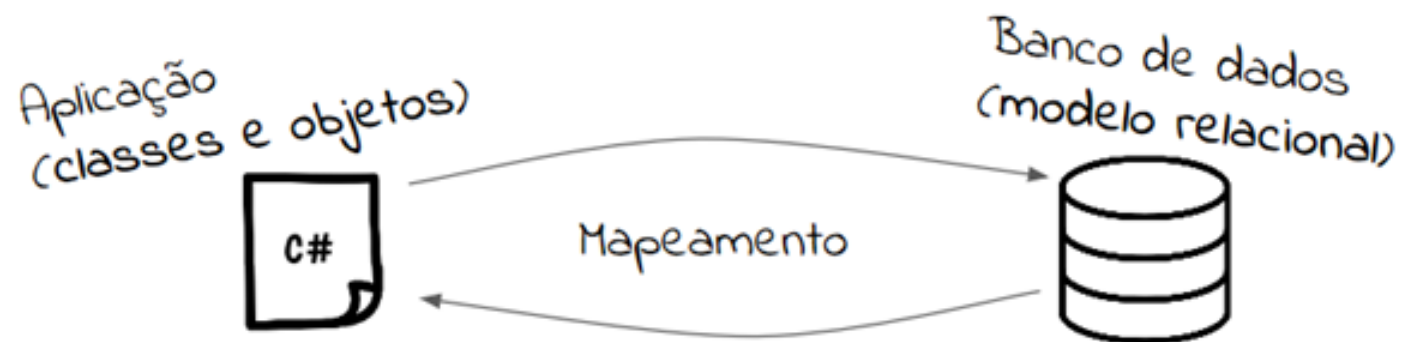 Aplicação
(classes e objetos)
C#
Mapeamento
Banco de dados
(modelo relacional)